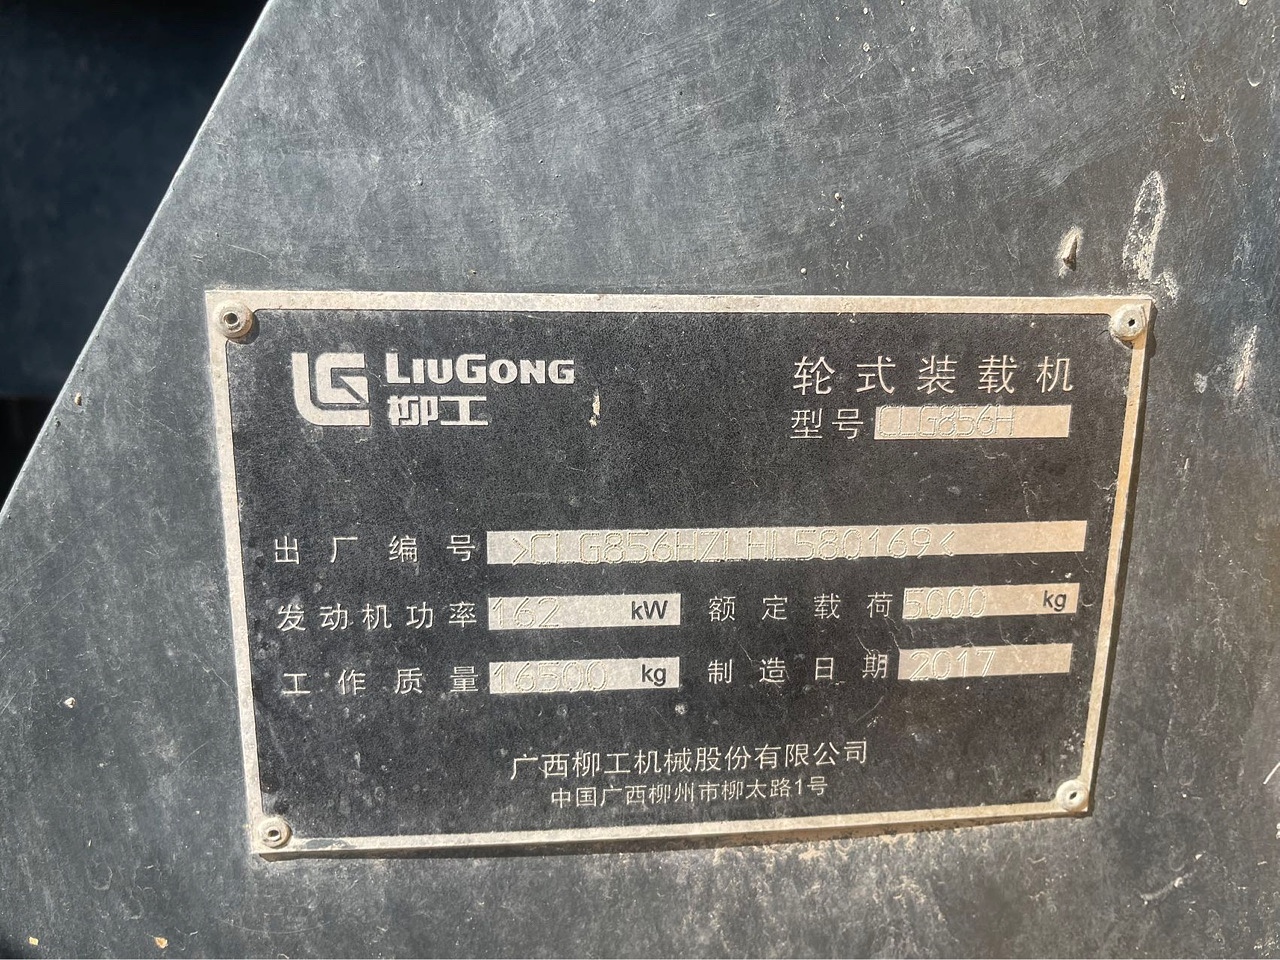 LG LIUGONG
柳工
轮式装载机
型号 CLG856H
出厂编号 >CLG856HZLHL580169<
发动机功率 162 kW 额定载荷 5000 kg
工作质量 16500 kg 制造日期 2017
广西柳工机械股份有限公司
中国广西柳州市柳太路1号